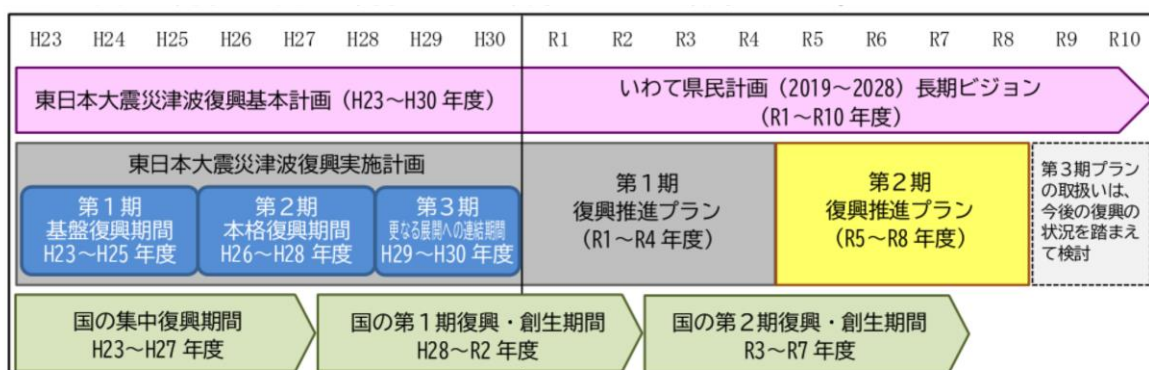 H23 H24 H25 H26 H27 H28 H29 H30 R1 R2 R3 R4 R5 R6 R7 R8 R9 R10
東日本大震災津波復興基本計画（H23～H30 年度）
いわて県民計画（2019～2028）長期ビジョン
（R1～R10 年度）
東日本大震災津波復興実施計画
第１期
基盤復興期間
H23～H25 年度
第２期
本格復興期間
H26～H28 年度
第３期
更なる展開への連結期間
H29～H30 年度
第１期
復興推進プラン
（R1～R4 年度）
第２期
復興推進プラン
（R5～R8 年度）
第３期プラン
の取扱いは、
今後の復興の
状況を踏まえ
て検討
国の集中復興期間
H23～H27 年度
国の第１期復興・創生期間
H28～R2 年度
国の第２期復興・創生期間
R3～R7 年度